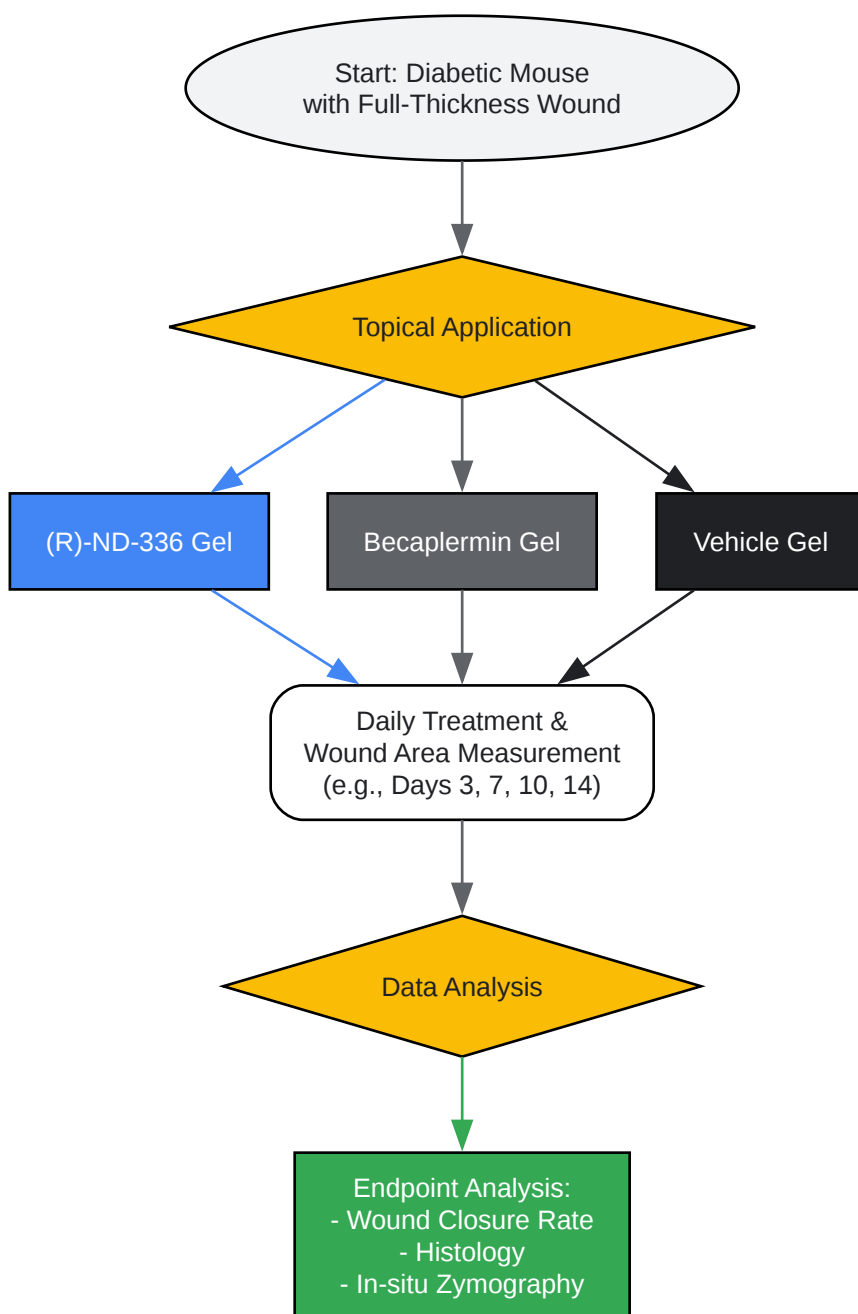 Start: Diabetic Mouse
with Full-Thickness Wound
Topical Application
(R)-ND-336 Gel
Becaplermin Gel
Vehicle Gel
Daily Treatment &
Wound Area Measurement
(e.g., Days 3, 7, 10, 14)
Data Analysis
Endpoint Analysis:
- Wound Closure Rate
- Histology
- In-situ Zymography